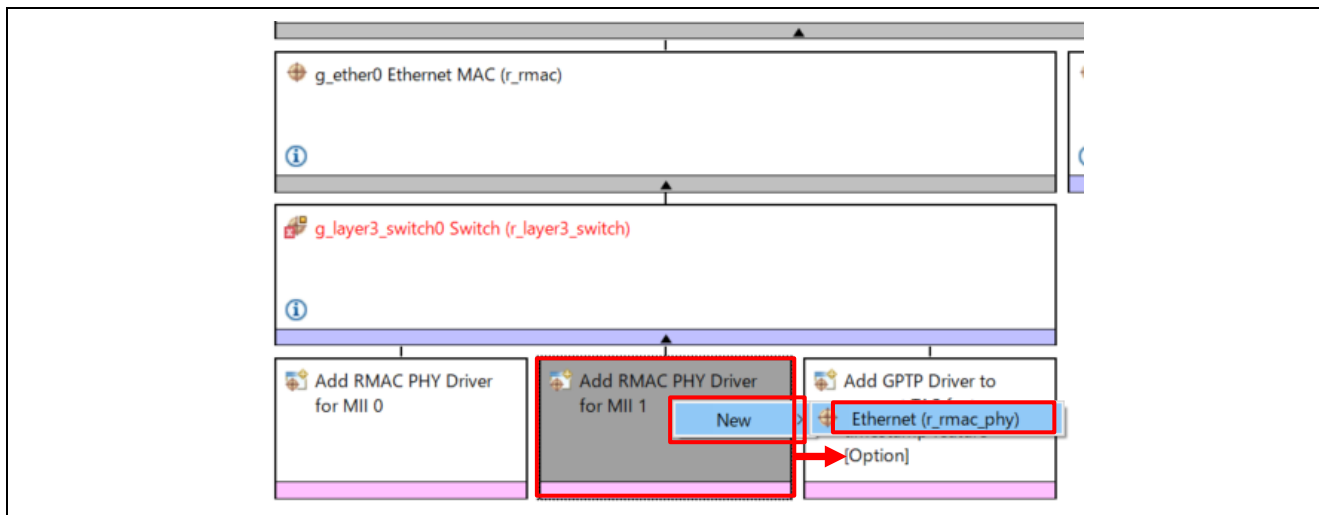 g_ether0 Ethernet MAC (r_rmac)
g_layer3_switch0 Switch (r_layer3_switch)
Add RMAC PHY Driver
for MII 0
Add RMAC PHY Driver
for MII 1
New
Add GPTP Driver to
Ethernet (r_rmac_phy)
[Option]